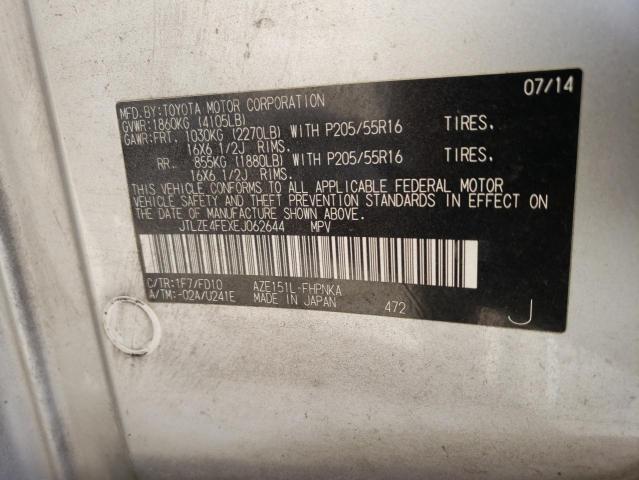 07/14
MFD.BY:TOYOTA MOTOR CORPORATION
GVWR:1860KG (4105LB)
GAWR:FRT. 1030KG (2270LB) WITH P205/55R16 TIRES.
16X6 1/2J RIMS.
RR. 855KG (1880LB) WITH P205/55R16 TIRES.
16X6 1/2J RIMS.
THIS VEHICLE CONFORMS TO ALL APPLICABLE FEDERAL MOTOR
VEHICLE SAFETY AND THEFT PREVENTION STANDARDS IN EFFECT ON
THE DATE OF MANUFACTURE SHOWN ABOVE.
JTLZE4FEXEJ062644 MPV
C/TR:1F7/FD10 AZE151L-FHPNKA
A/TM:-02A/U241E MADE IN JAPAN 472 J